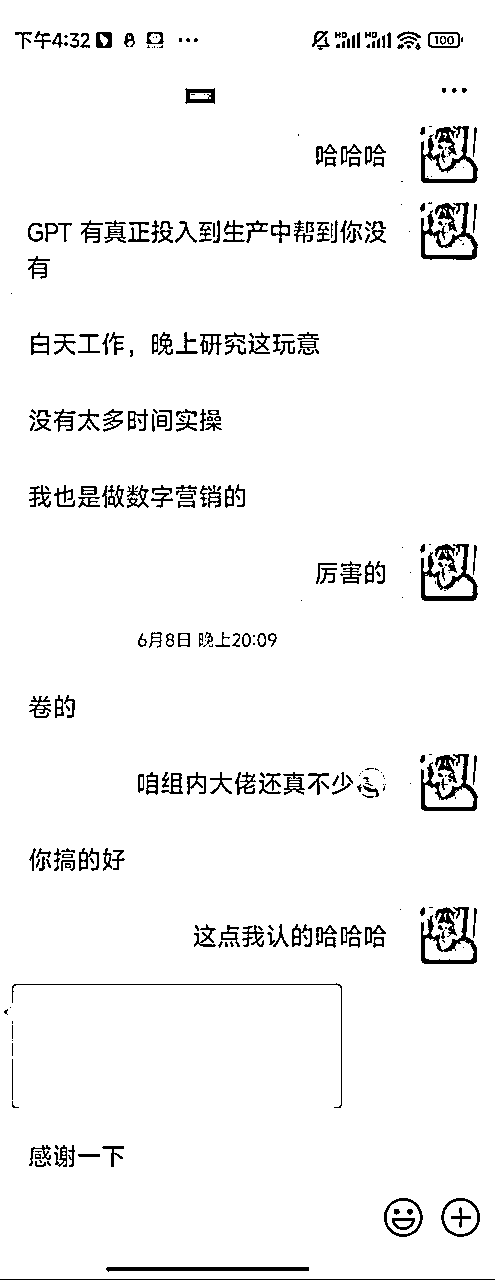 下午4:32
100
哈哈哈
GPT 有真正投入到生产中帮到你没
有
白天工作，晚上研究这玩意
没有太多时间实操
我也是做数字营销的
厉害的
6月8日 晚上20:09
卷的
咱组内大佬还真不少
你搞的好
这点我认的哈哈哈
感谢一下